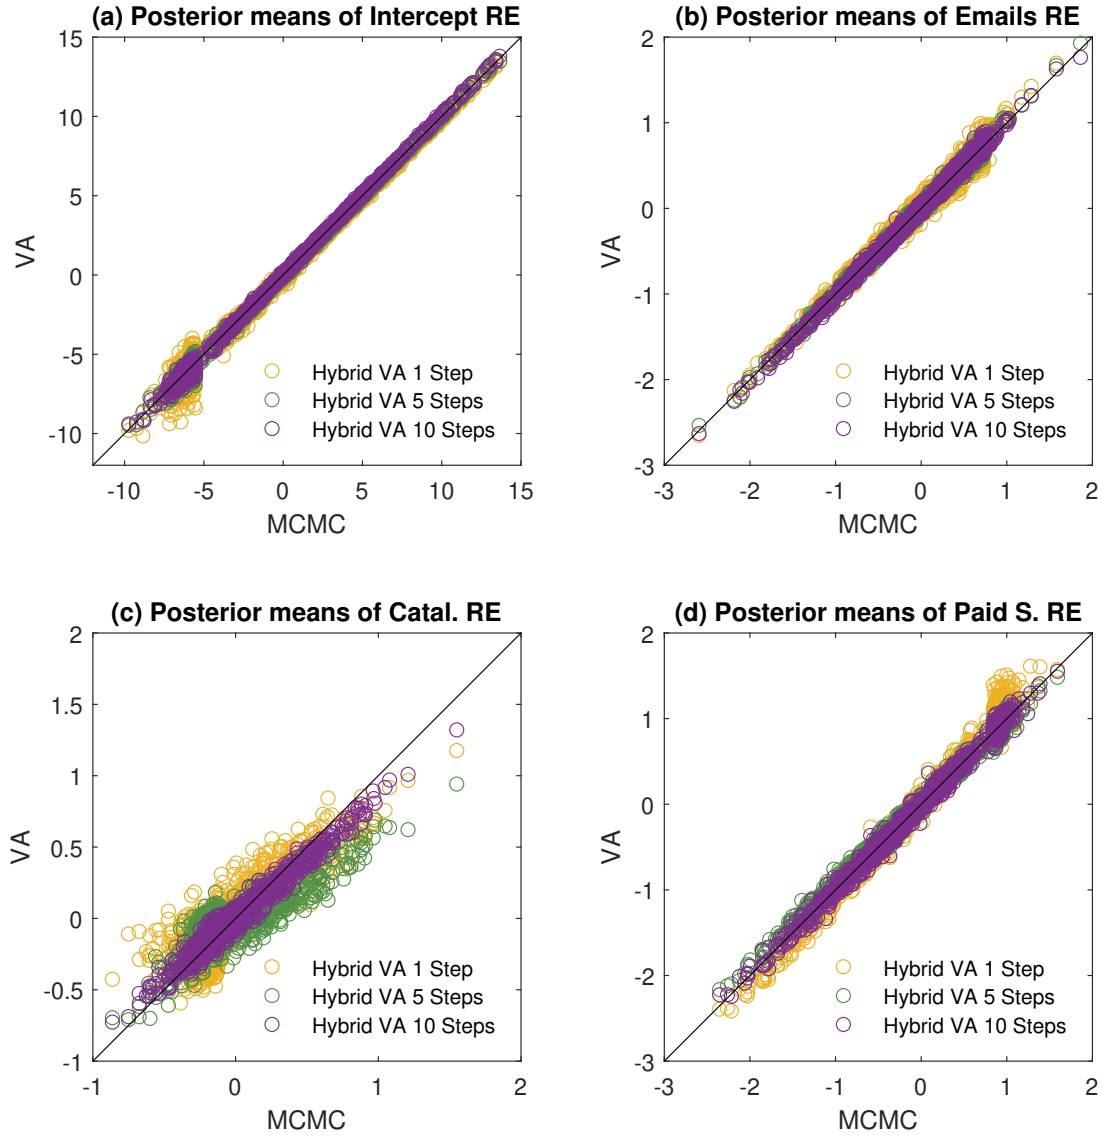 (a) Posterior means of Intercept RE
15
10
5
0
-5
-10
VA
Hybrid VA 1 Step
Hybrid VA 5 Steps
Hybrid VA 10 Steps
-10 -5 0 5 10 15
MCMC
(b) Posterior means of Emails RE
2
1
0
-1
-2
-3
VA
Hybrid VA 1 Step
Hybrid VA 5 Steps
Hybrid VA 10 Steps
-3 -2 -1 0 1 2
MCMC
(c) Posterior means of Catal. RE
2
1.5
1
0.5
0
-0.5
-1
VA
Hybrid VA 1 Step
Hybrid VA 5 Steps
Hybrid VA 10 Steps
-1 0 1 2
MCMC
(d) Posterior means of Paid S. RE
2
1
0
-1
-2
-3
VA
Hybrid VA 1 Step
Hybrid VA 5 Steps
Hybrid VA 10 Steps
-3 -2 -1 0 1 2
MCMC